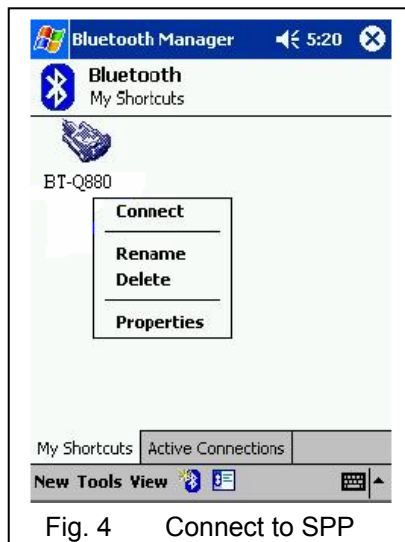 Bluetooth Manager 5:20
Bluetooth
My Shortcuts
BT-Q880
Connect
Rename
Delete
Properties
My Shortcuts Active Connections
New Tools View
Fig. 4 Connect to SPP